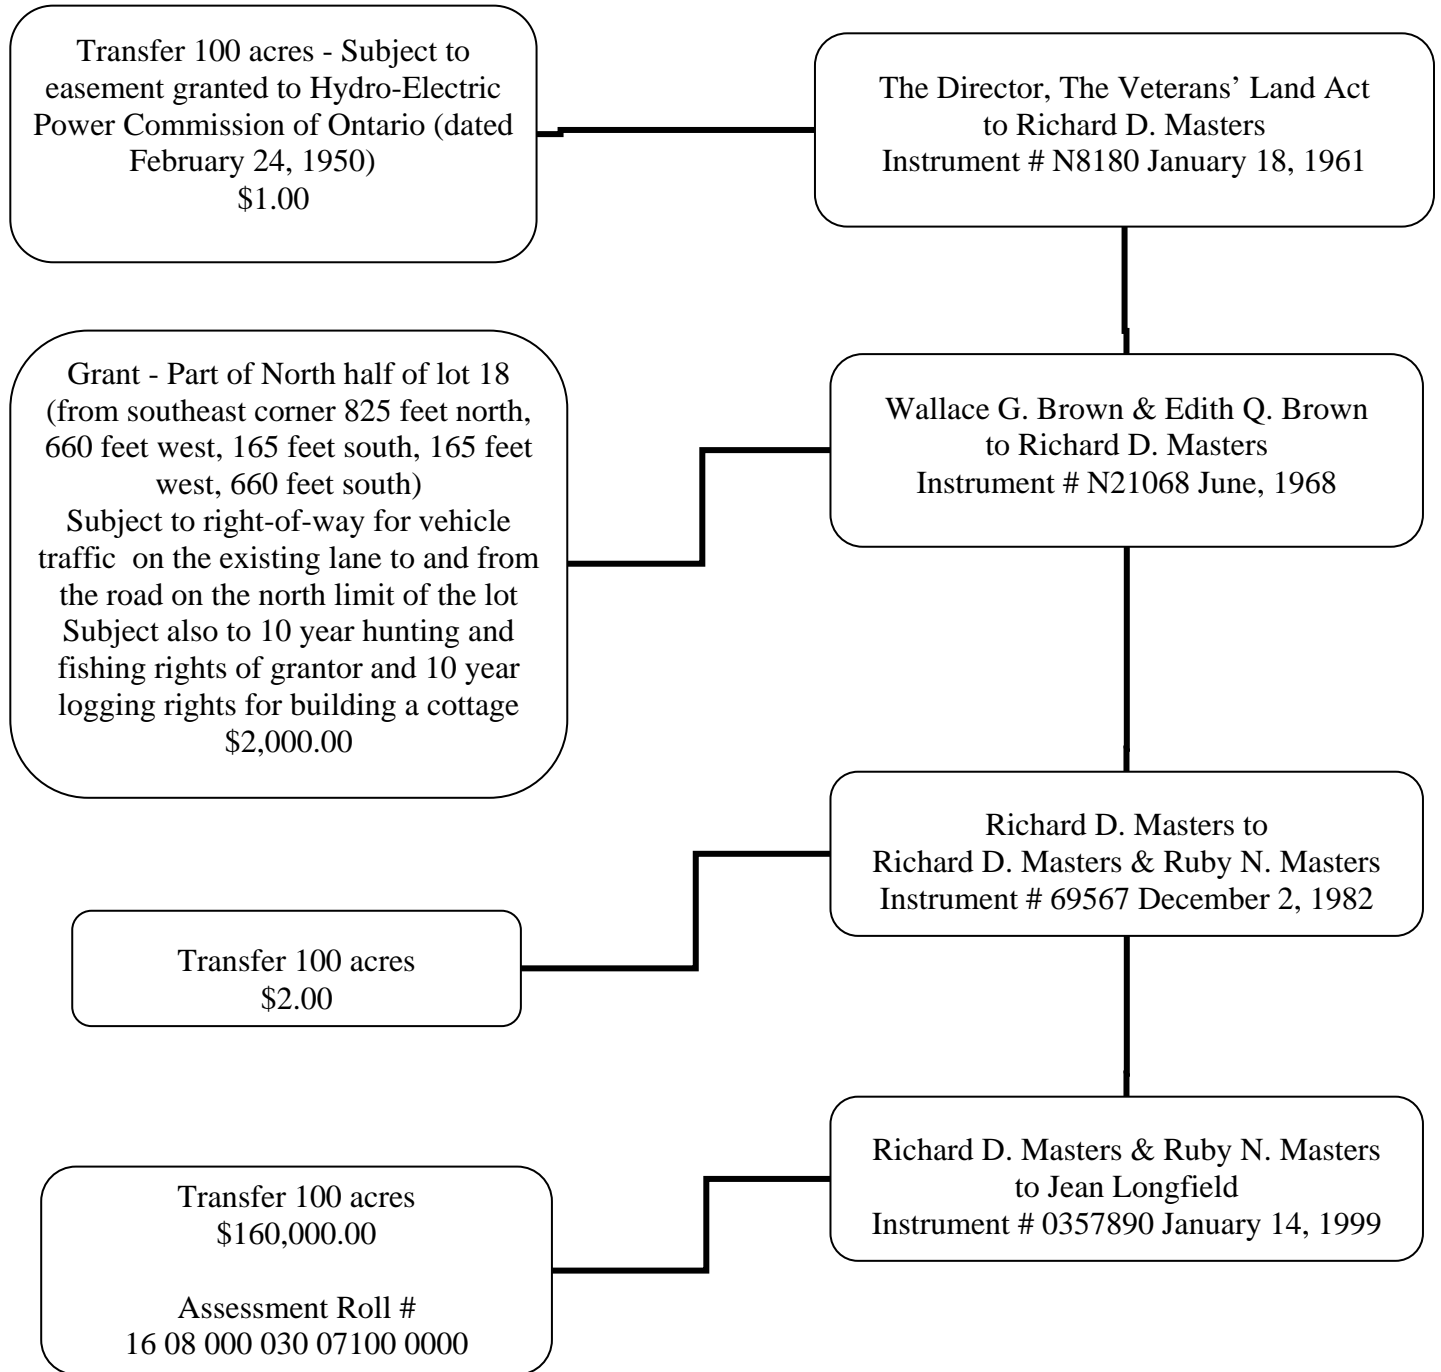 Transfer 100 acres - Subject to
easement granted to Hydro-Electric
Power Commission of Ontario (dated
February 24, 1950)
$1.00
The Director, The Veterans' Land Act
to Richard D. Masters
Instrument # N8180 January 18, 1961
Grant - Part of North half of lot 18
(from southeast corner 825 feet north,
660 feet west, 165 feet south, 165 feet
west, 660 feet south)
Subject to right-of-way for vehicle
traffic on the existing lane to and from
the road on the north limit of the lot
Subject also to 10 year hunting and
fishing rights of grantor and 10 year
logging rights for building a cottage
$2,000.00
Wallace G. Brown & Edith Q. Brown
to Richard D. Masters
Instrument # N21068 June, 1968
Richard D. Masters to
Richard D. Masters & Ruby N. Masters
Instrument # 69567 December 2, 1982
Transfer 100 acres
$2.00
Richard D. Masters & Ruby N. Masters
to Jean Longfield
Instrument # 0357890 January 14, 1999
Transfer 100 acres
$160,000.00
Assessment Roll #
16 08 000 030 07100 0000